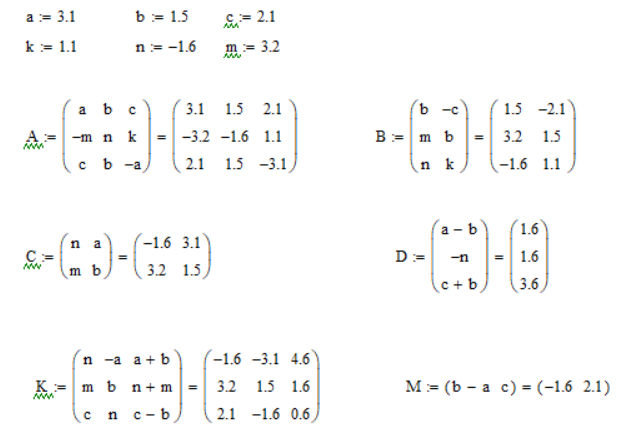 a := 3.1 b := 1.5 c := 2.1
k := 1.1 n := −1.6 m := 3.2
a b c 3.1 1.5 2.1 b −c 1.5 −2.1
A := −m n k = −3.2 −1.6 1.1 B := m b = 3.2 1.5
c b −a 2.1 1.5 −3.1 n k −1.6 1.1
a − b 1.6
n a −1.6 3.1
C := = D := −n = 1.6
m b 3.2 1.5
c + b 3.6
n −a a + b −1.6 −3.1 4.6
K := m b n + m = 3.2 1.5 1.6 M := (b − a c) = (−1.6 2.1)
c n c − b 2.1 −1.6 0.6